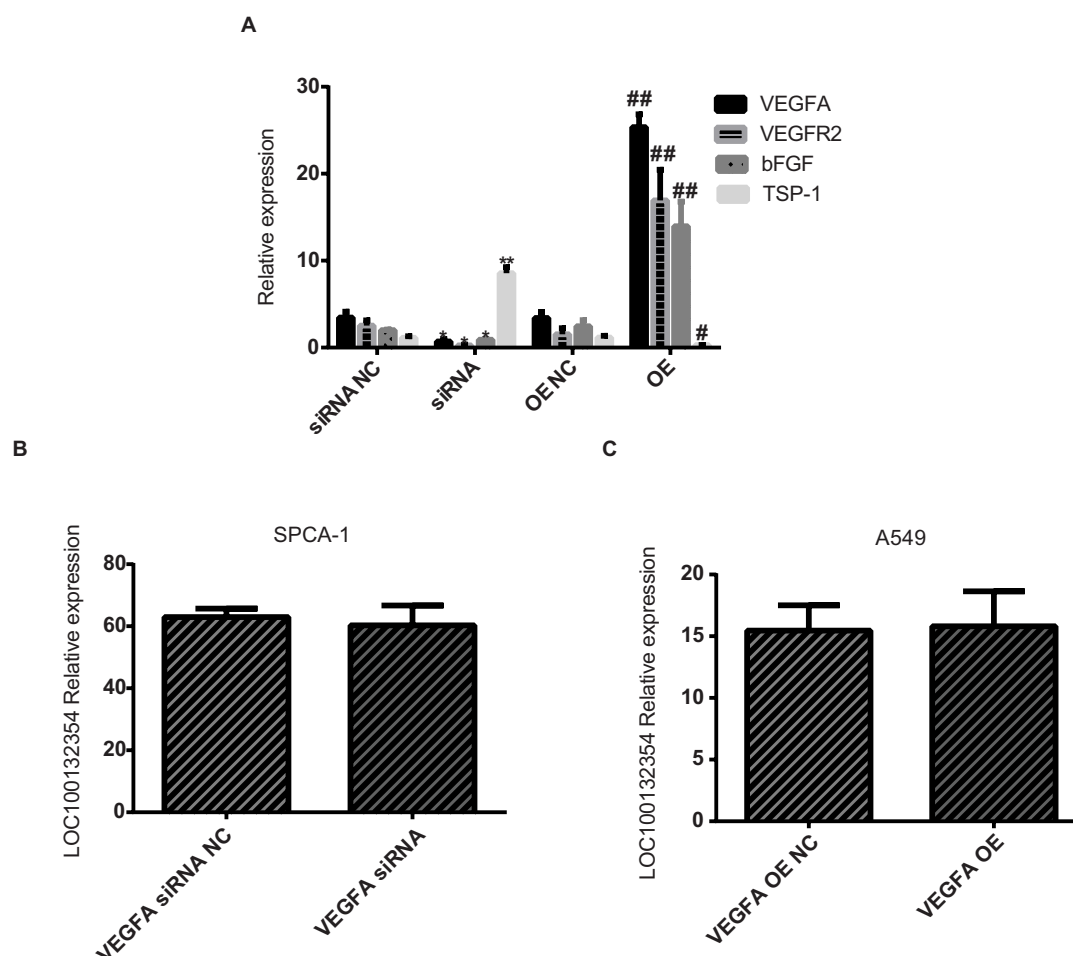 A
Relative expression
30
20
10
0
##
##
##
#
**
*
*
*
VEGFA
VEGFR2
bFGF
TSP-1
siRNA NC
siRNA
OE NC
OE
B
SPCA-1
LOC100132354 Relative expression
80
60
40
20
0
VEGFA siRNA NC
VEGFA siRNA
C
A549
LOC100132354 Relative expression
20
15
10
5
0
VEGFA OE NC
VEGFA OE